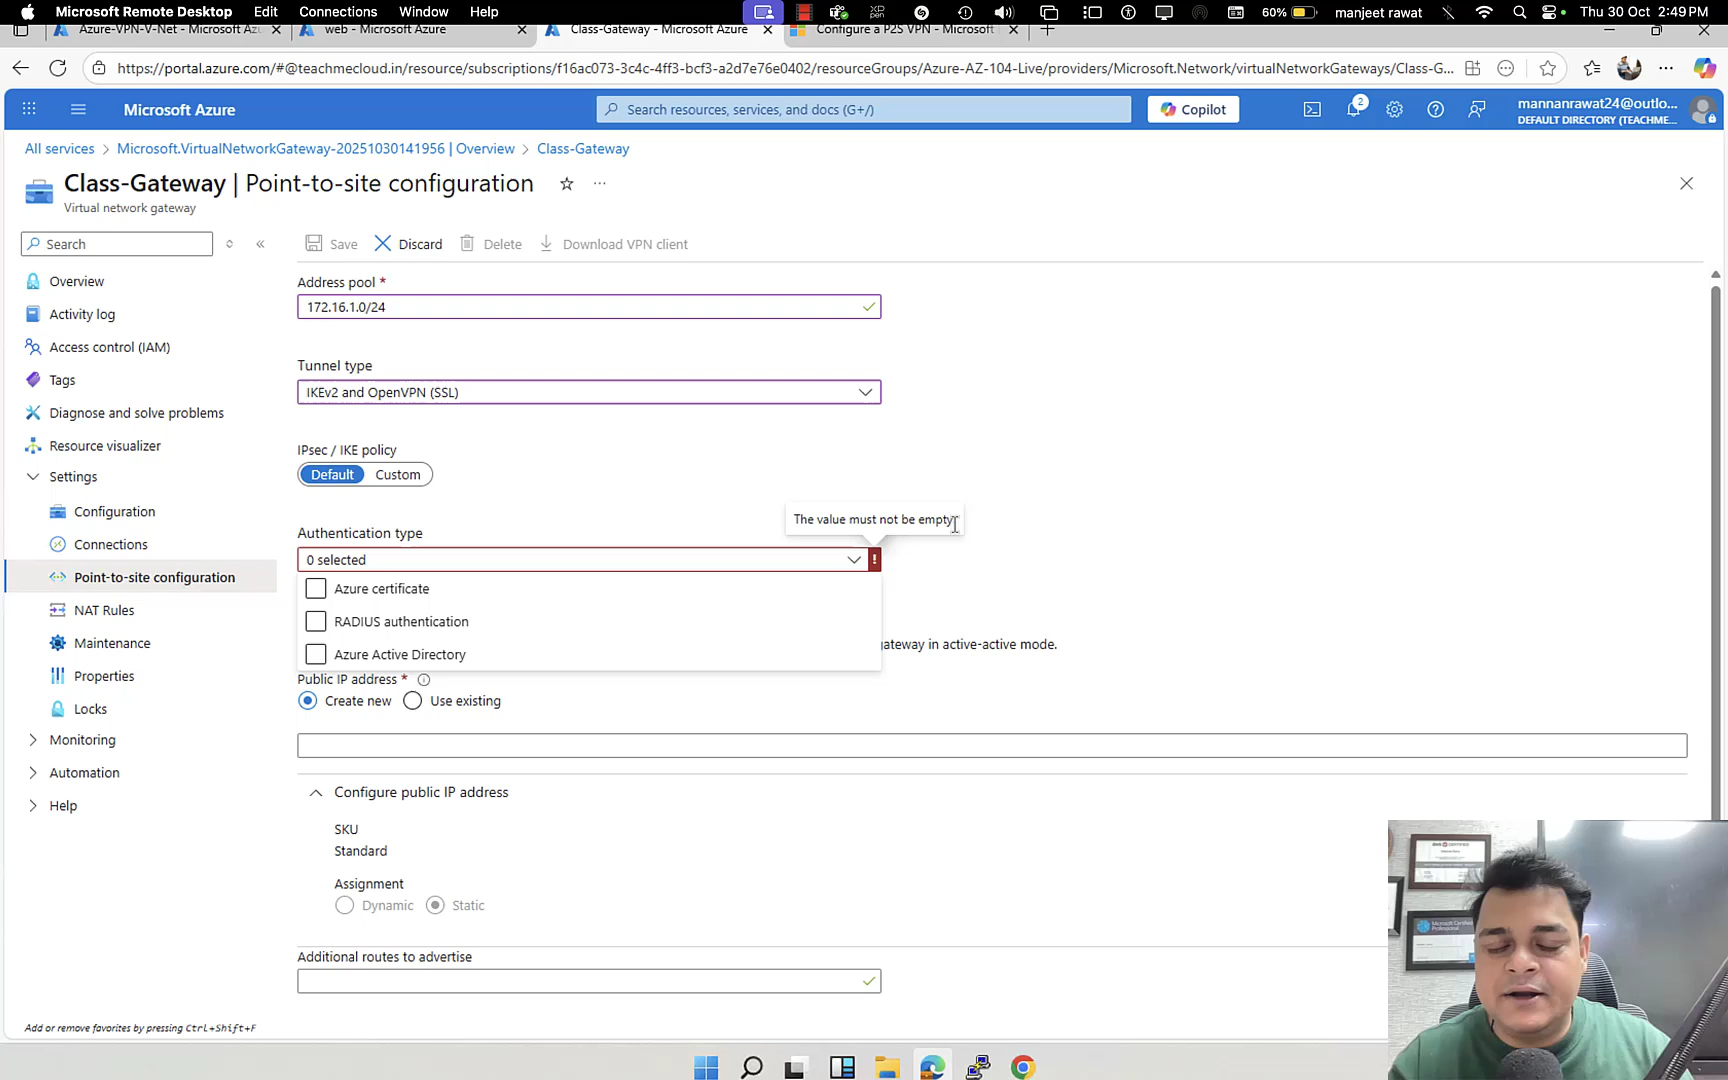 Microsoft Remote Desktop Edit Connections Window Help 60% manjeet rawat Thu 30 Oct 2:49 PM
Azure-VPN-V-Net - Microsoft Az web - Microsoft Azure Class-Gateway - Microsoft Azure Configure a P2S VPN - Microsoft
https://portal.azure.com/#@teachmecloud.in/resource/subscriptions/f16ac073-3c4c-4ff3-bcf3-a2d7e76e0402/resourceGroups/Azure-AZ-104-Live/providers/Microsoft.Network/virtualNetworkGateways/Class-G...
Microsoft Azure Search resources, services, and docs (G+/) Copilot 2 mannanrawat24@outlo...
DEFAULT DIRECTORY (TEACHME...
All services > Microsoft.VirtualNetworkGateway-20251030141956 | Overview > Class-Gateway
Class-Gateway | Point-to-site configuration
Virtual network gateway
Search
Save Discard Delete Download VPN client
Overview
Activity log
Access control (IAM)
Tags
Diagnose and solve problems
Resource visualizer
Settings
Configuration
Connections
Point-to-site configuration
NAT Rules
Maintenance
Properties
Locks
Monitoring
Automation
Help
Add or remove favorites by pressing Ctrl+Shift+F
Address pool *
172.16.1.0/24
Tunnel type
IKEv2 and OpenVPN (SSL)
IPsec / IKE policy
Default Custom
The value must not be empty
Authentication type
0 selected
Azure certificate
RADIUS authentication
Azure Active Directory
gateway in active-active mode.
Public IP address *
Create new Use existing
Configure public IP address
SKU
Standard
Assignment
Dynamic Static
Additional routes to advertise